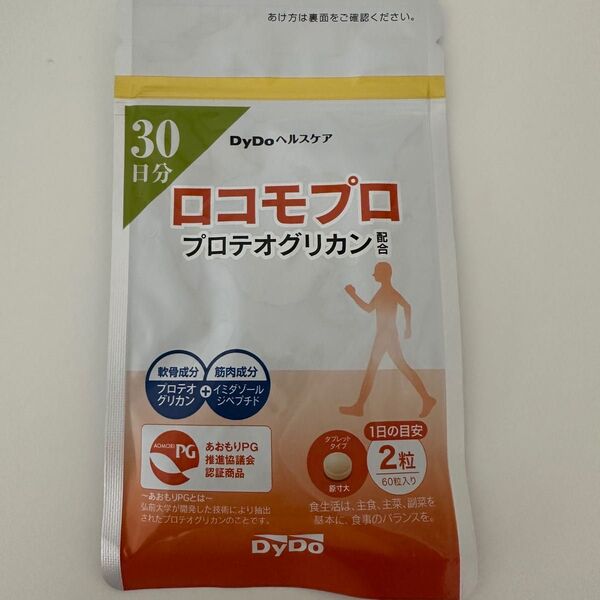 あけ方は裏面をご確認ください。
30
日分
DyDoヘルスケア
ロコモプロ
プロテオグリカン配合
軟骨成分
プロテオ
グリカン
+
筋肉成分
イミダゾール
ジペプチド
AOMORI
PG
あおもりPG
推進協議会
認証商品
~あおもりPGとは~
弘前大学が開発した技術により抽出
されたプロテオグリカンのことです。
タブレット
タイプ
原寸大
1日の目安
2粒
60粒入り
食生活は、主食、主菜、副菜を
基本に、食事のバランスを。
DyDo